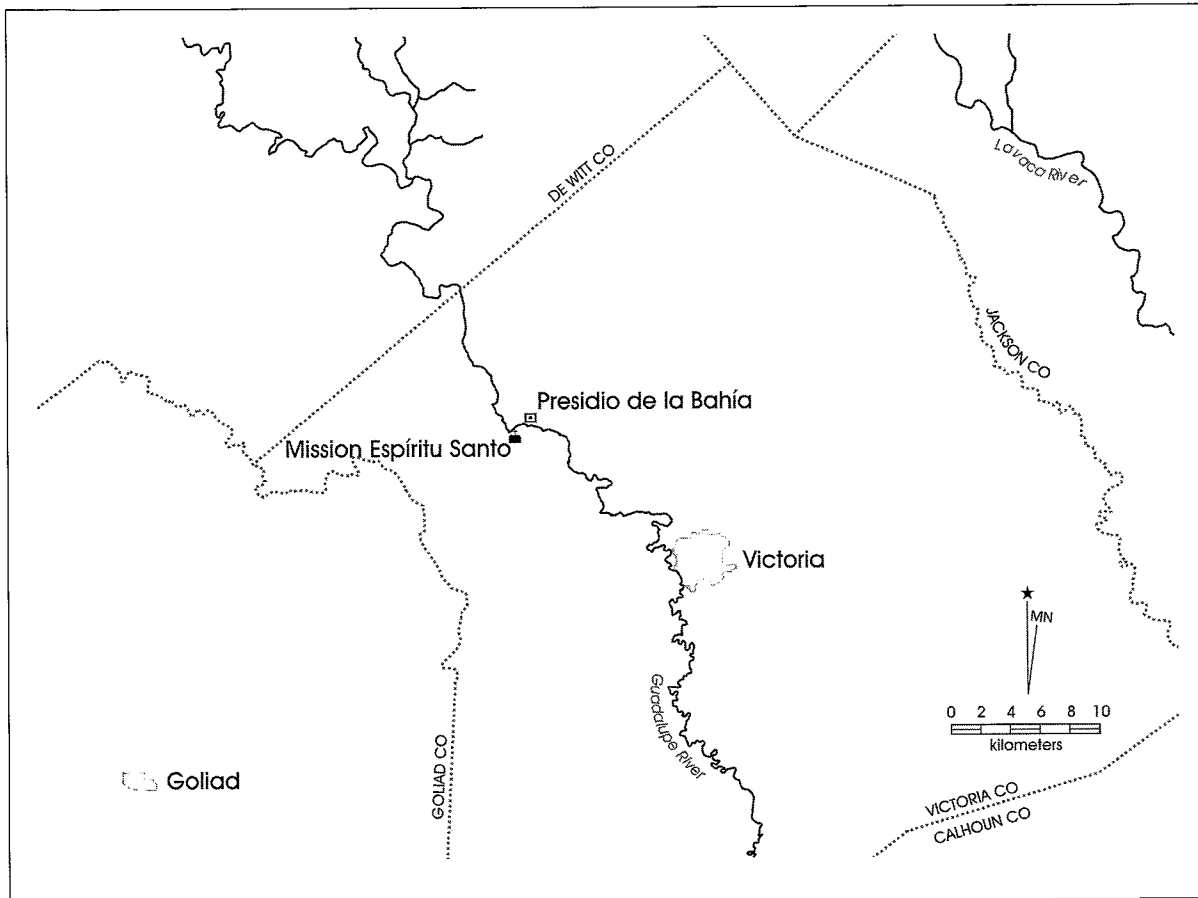 Lavaca River
DE WITT CO
JACKSON CO
Presidio de la Bahía
Mission Espíritu Santo
Victoria
MN
Guadalupe River
0 2 4 6 8 10
kilometers
GOLIAD CO
Goliad
VICTORIA CO
CALHOUN CO